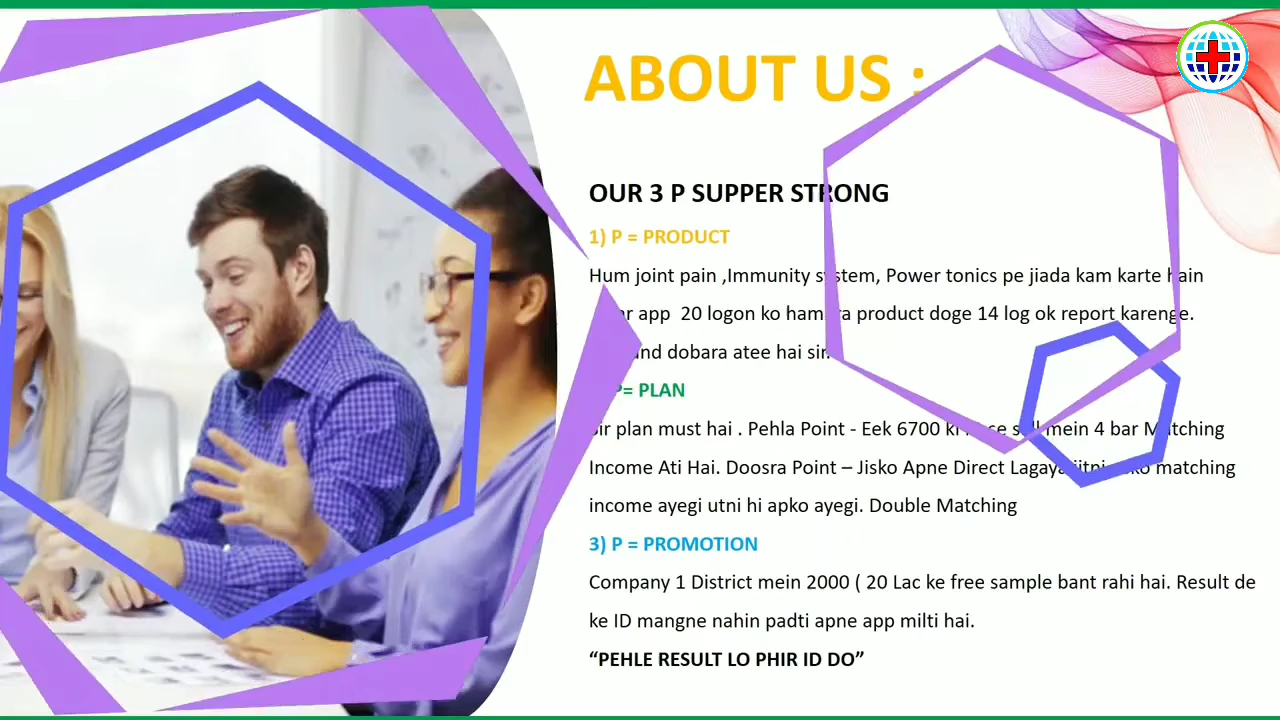 ABOUT US :
OUR 3 P SUPPER STRONG
1) P = PRODUCT
Hum joint pain ,Immunity system, Power tonics pe jiada kam karte hain
app 20 logon ko hamara product doge 14 log ok report karenge.
dobara atee hai
P= PLAN
Sir plan must hai . Pehla Point - Eek 6700 ki sell mein 4 bar Matching
Income Ati Hai. Doosra Point – Jisko Apne Direct Lagaya jitni matching
income ayegi utni hi apko ayegi. Double Matching
3) P = PROMOTION
Company 1 District mein 2000 ( 20 Lac ke free sample bant rahi hai. Result de
ke ID mangne nahin padti apne app milti hai.
“PEHLE RESULT LO PHIR ID DO”